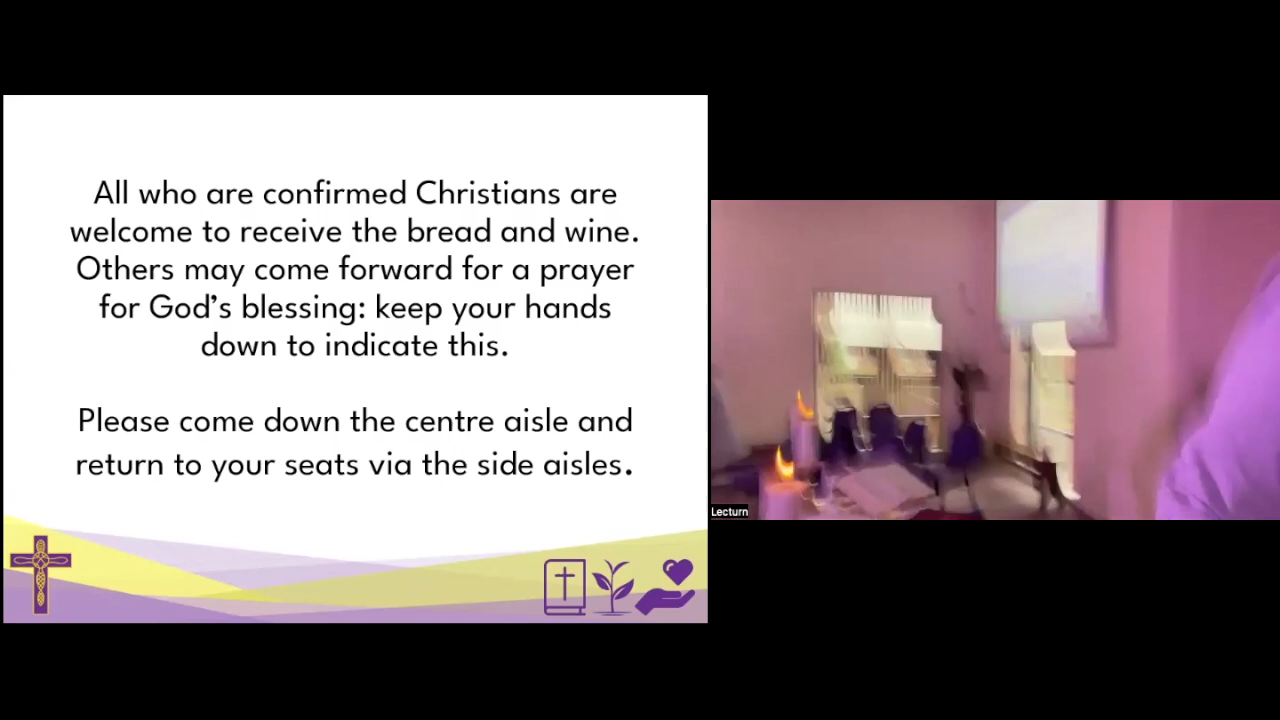 All who are confirmed Christians are
welcome to receive the bread and wine.
Others may come forward for a prayer
for God’s blessing: keep your hands
down to indicate this.
Please come down the centre aisle and
return to your seats via the side aisles.
Lecturn